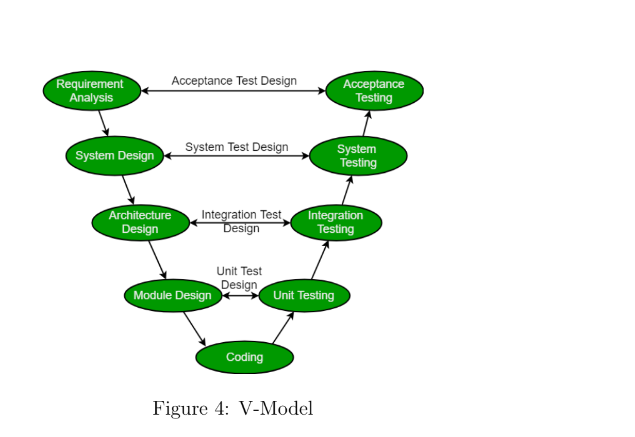 Requirement
Analysis
Acceptance Test Design
Acceptance
Testing
System Design
System Test Design
System
Testing
Architecture
Design
Integration Test
Design
Integration
Testing
Module Design
Unit Test
Design
Unit Testing
Coding
Figure 4: V-Model